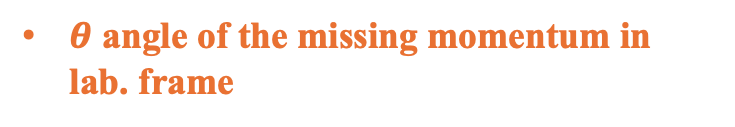 • θ angle of the missing momentum in
lab. frame